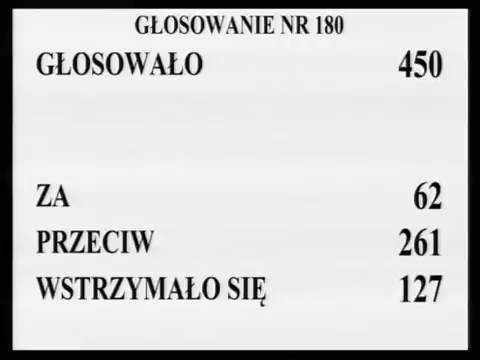 GŁOSOWANIE NR 180
GŁOSOWAŁO 450
ZA 62
PRZECIW 261
WSTRZYMAŁO SIĘ 127